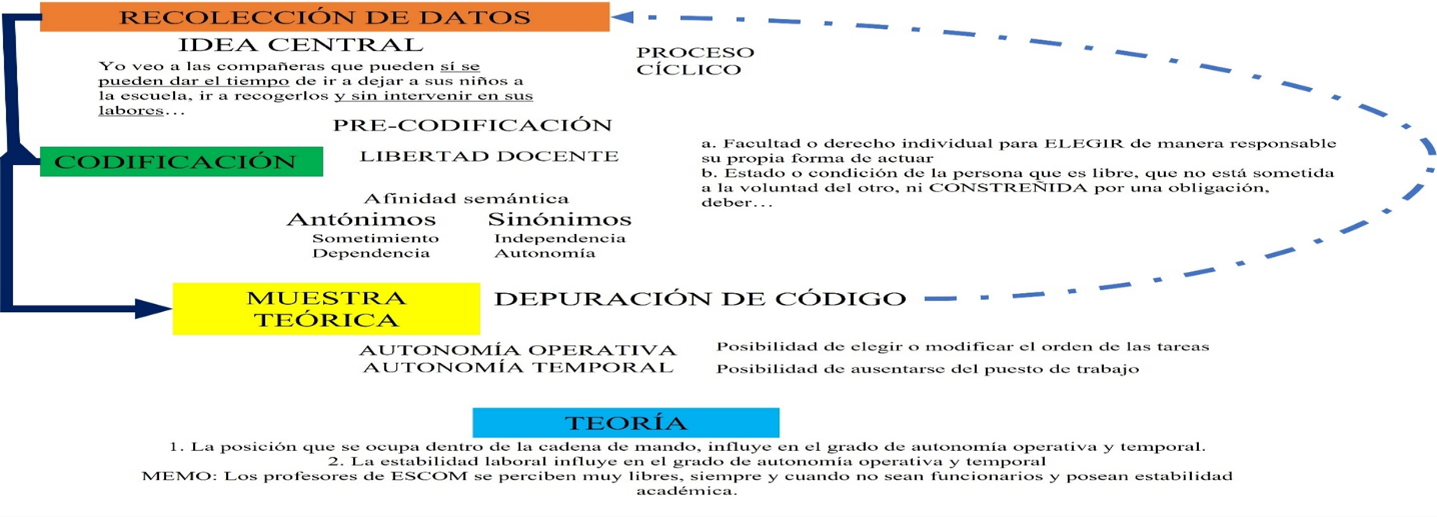 RECOLECCIÓN DE DATOS
IDEA CENTRAL
Yo veo a las compañeras que pueden sí se
pueden dar el tiempo de ir a dejar a sus niños a
la escuela, ir a recogerlos y sin intervenir en sus
labores…
PROCESO
CÍCLICO
PRE-CODIFICACIÓN
CODIFICACIÓN
LIBERTAD DOCENTE
a. Facultad o derecho individual para ELEGIR de manera responsable
su propia forma de actuar
b. Estado o condición de la persona que es libre, que no está sometida
a la voluntad del otro, ni CONSTREÑIDA por una obligación,
deber…
Afinidad semántica
Antónimos
Sometimiento
Dependencia
Sinónimos
Independencia
Autonomía
MUESTRA
TEÓRICA
DEPURACIÓN DE CÓDIGO
AUTONOMÍA OPERATIVA
Posibilidad de elegir o modificar el orden de las tareas
AUTONOMÍA TEMPORAL
Posibilidad de ausentarse del puesto de trabajo
TEORÍA
1. La posición que se ocupa dentro de la cadena de mando, influye en el grado de autonomía operativa y temporal.
2. La estabilidad laboral influye en el grado de autonomía operativa y temporal
MEMO: Los profesores de ESCOM se perciben muy libres, siempre y cuando no sean funcionarios y posean estabilidad
académica.